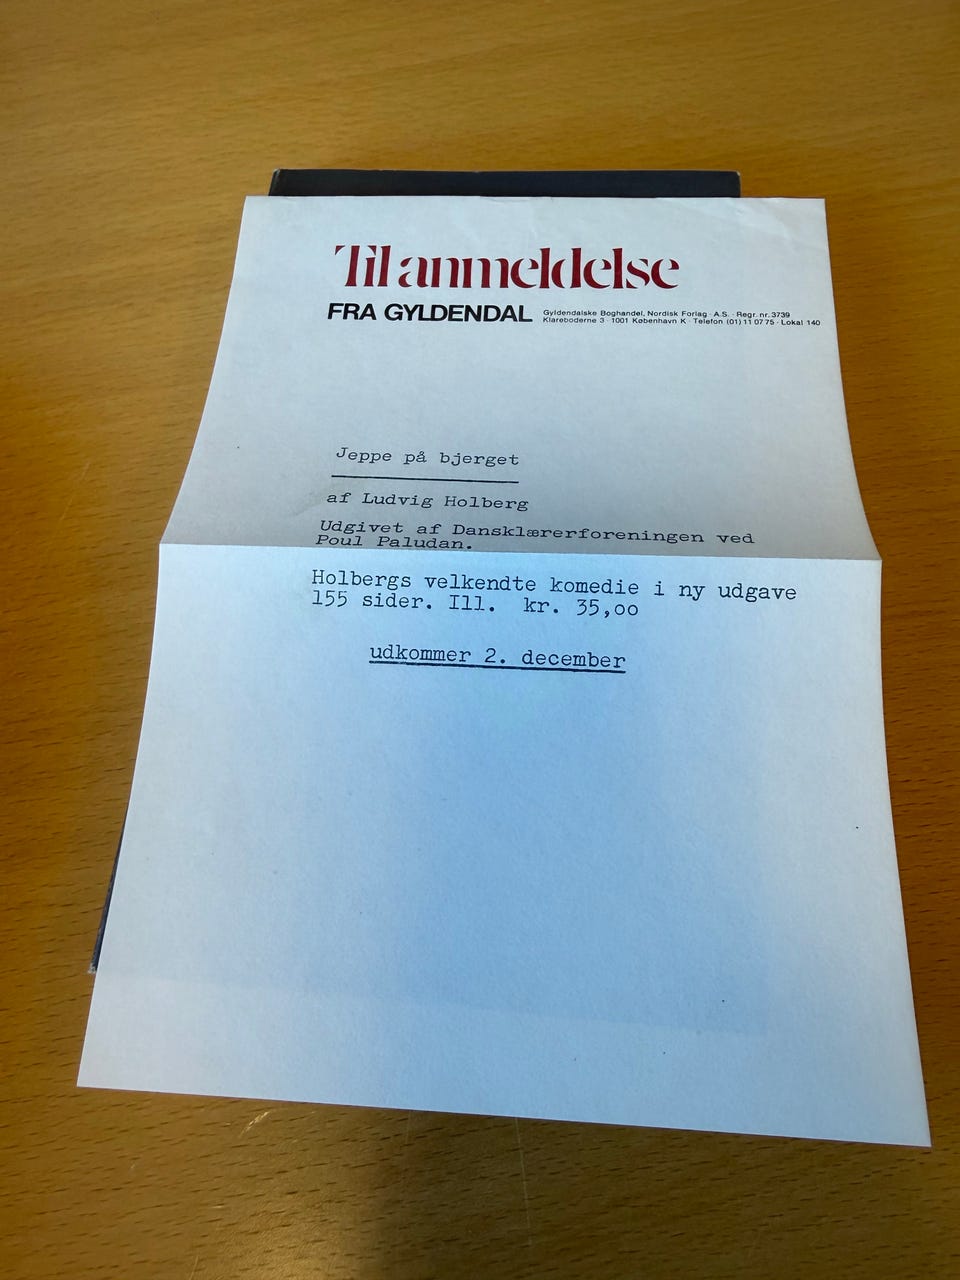 Til anmeldelse
FRA GYLDENDAL
Gyldendalske Boghandel, Nordisk Forlag · A.S. · Regr. nr. 3739
Klareboderne 3 · 1001 København K · Telefon (01) 11 07 75 · Lokal 140
Jeppe på bjerget
af Ludvig Holberg
Udgivet af Dansklærerforeningen ved
Poul Paludan.
Holbergs velkendte komedie i ny udgave
155 sider. Ill. kr. 35,oo
udkommer 2. december